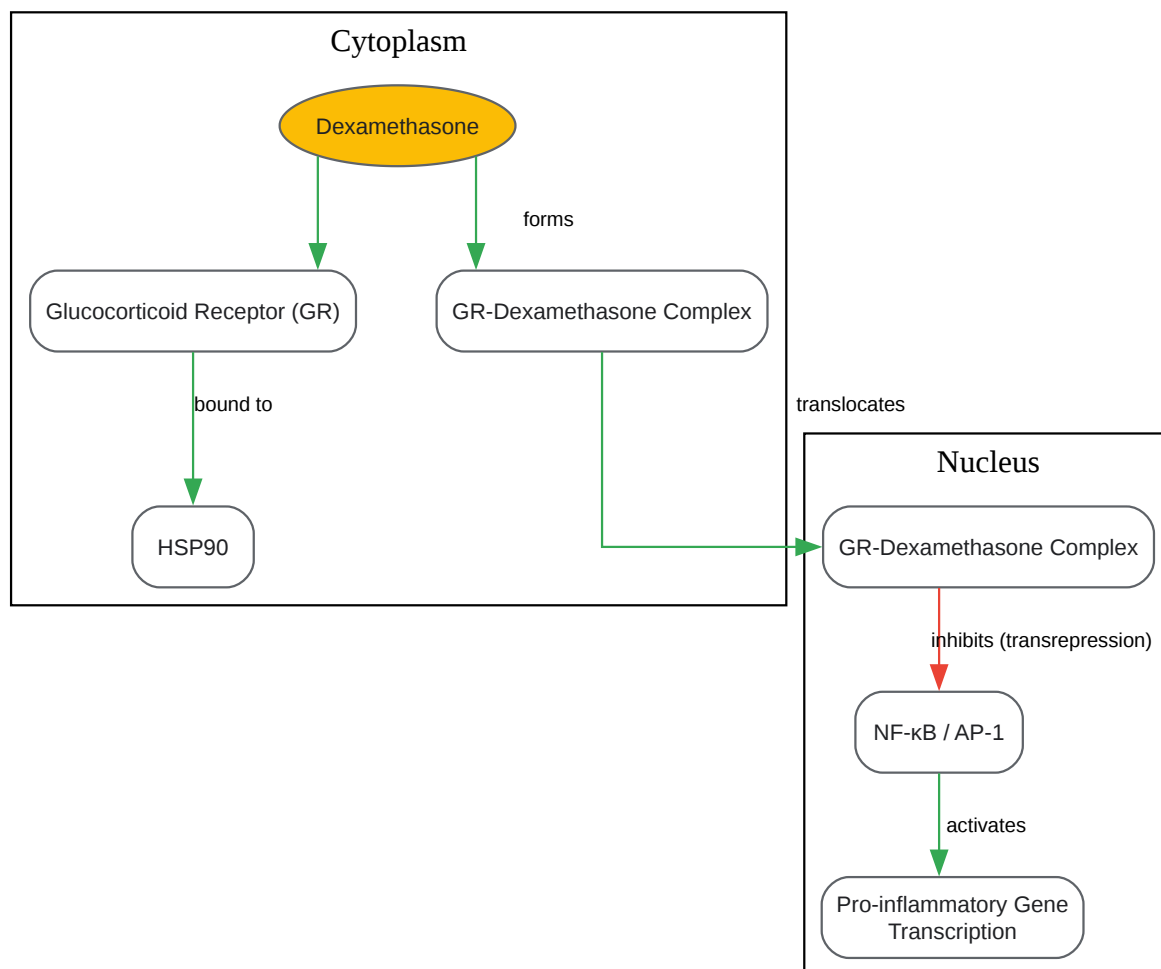 Cytoplasm
Dexamethasone
forms
Glucocorticoid Receptor (GR)
GR-Dexamethasone Complex
bound to
translocates
HSP90
Nucleus
GR-Dexamethasone Complex
inhibits (transrepression)
NF-κB / AP-1
activates
Pro-inflammatory Gene
Transcription